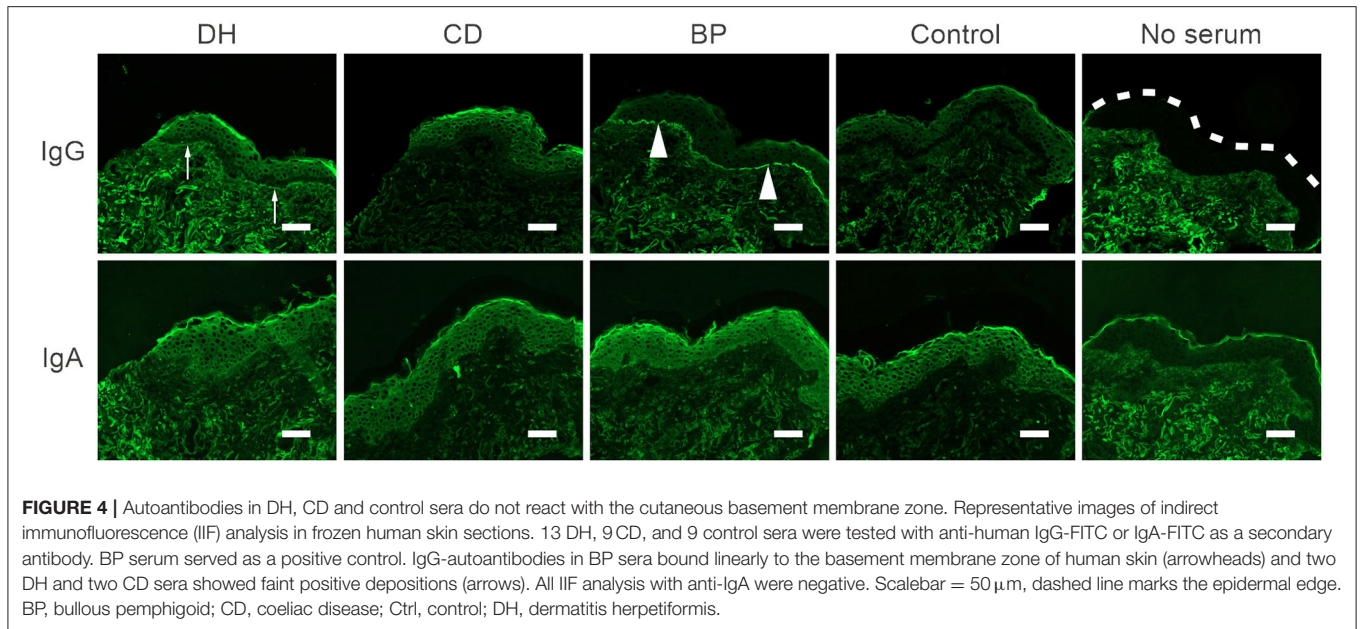 DH CD BP Control No serum
IgG
IgA
FIGURE 4 | Autoantibodies in DH, CD and control sera do not react with the cutaneous basement membrane zone. Representative images of indirect
immunofluorescence (IIF) analysis in frozen human skin sections. 13 DH, 9 CD, and 9 control sera were tested with anti-human IgG-FITC or IgA-FITC as a secondary
antibody. BP serum served as a positive control. IgG-autoantibodies in BP sera bound linearly to the basement membrane zone of human skin (arrowheads) and two
DH and two CD sera showed faint positive depositions (arrows). All IIF analysis with anti-IgA were negative. Scalebar = 50 μm, dashed line marks the epidermal edge.
BP, bullous pemphigoid; CD, coeliac disease; Ctrl, control; DH, dermatitis herpetiformis.